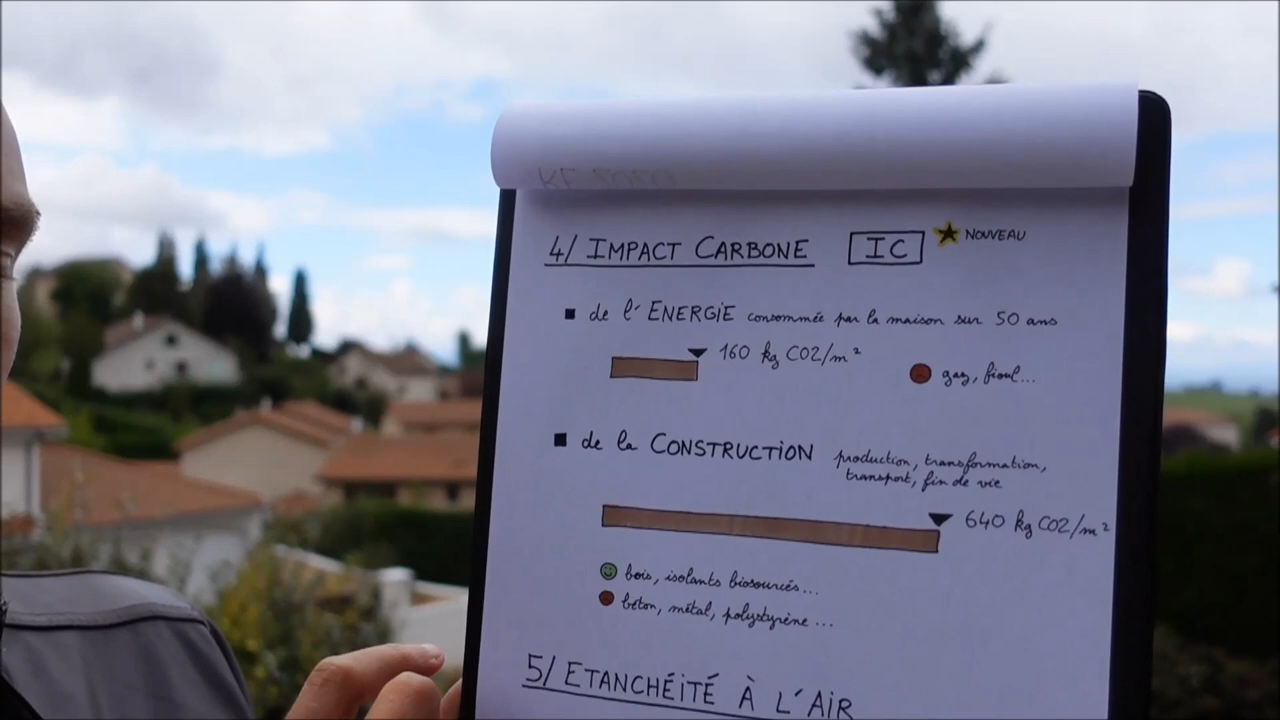 4/ IMPACT CARBONE IC NOUVEAU
de l'ENERGIE consommée par la maison sur 50 ans
160 kg CO2/m²
gaz, fioul...
de la CONSTRUCTION production, transformation,
transport, fin de vie
640 kg CO2/m²
bois, isolants biosourcés...
béton, métal, polystyrène ...
5/ ETANCHÉITÉ À L'AIR